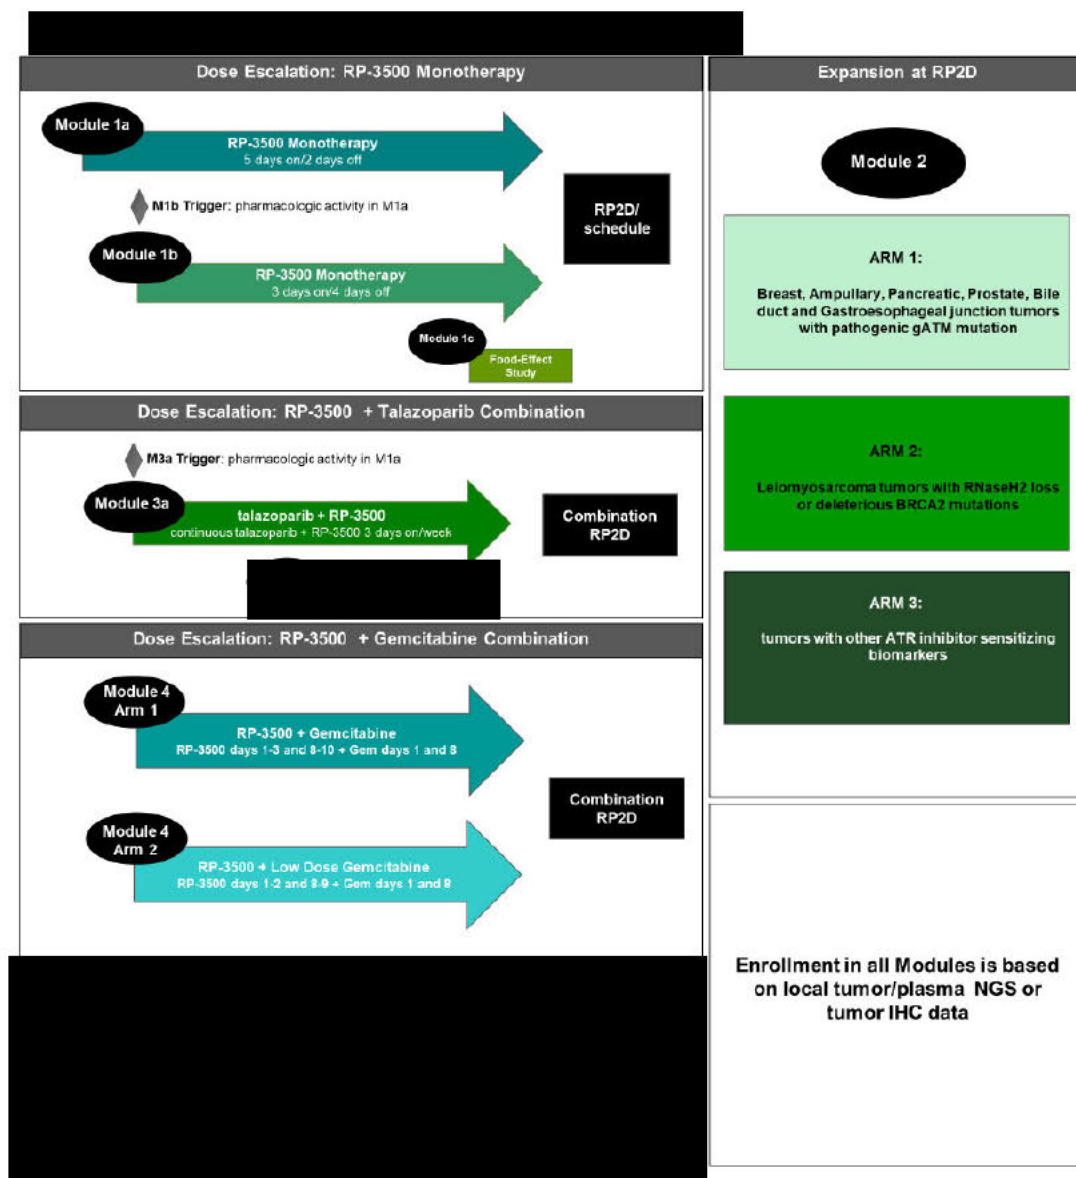 Dose Escalation: RP-3500 Monotherapy
Module 1a
RP-3500 Monotherapy
5 days on/2 days off
M1b Trigger: pharmacologic activity in M1a
Module 1b
RP-3500 Monotherapy
3 days on/4 days off
Module 1c
Food-Effect
Study
RP2D/
schedule
Dose Escalation: RP-3500 + Talazoparib Combination
M3a Trigger: pharmacologic activity in M1a
Module 3a
talazoparib + RP-3500
continuous talazoparib + RP-3500 3 days on/week
Combination
RP2D
Dose Escalation: RP-3500 + Gemcitabine Combination
Module 4
Arm 1
RP-3500 + Gemcitabine
RP-3500 days 1-3 and 8-10 + Gem days 1 and 8
Module 4
Arm 2
RP-3500 + Low Dose Gemcitabine
RP-3500 days 1-2 and 8-9 + Gem days 1 and 8
Combination
RP2D
Expansion at RP2D
Module 2
ARM 1:
Breast, Ampullary, Pancreatic, Prostate, Bile
duct and Gastroesophageal junction tumors
with pathogenic gATM mutation
ARM 2:
Leiomyosarcoma tumors with RNaseH2 loss
or deleterious BRCA2 mutations
ARM 3:
tumors with other ATR inhibitor sensitizing
biomarkers
Enrollment in all Modules is based
on local tumor/plasma NGS or
tumor IHC data